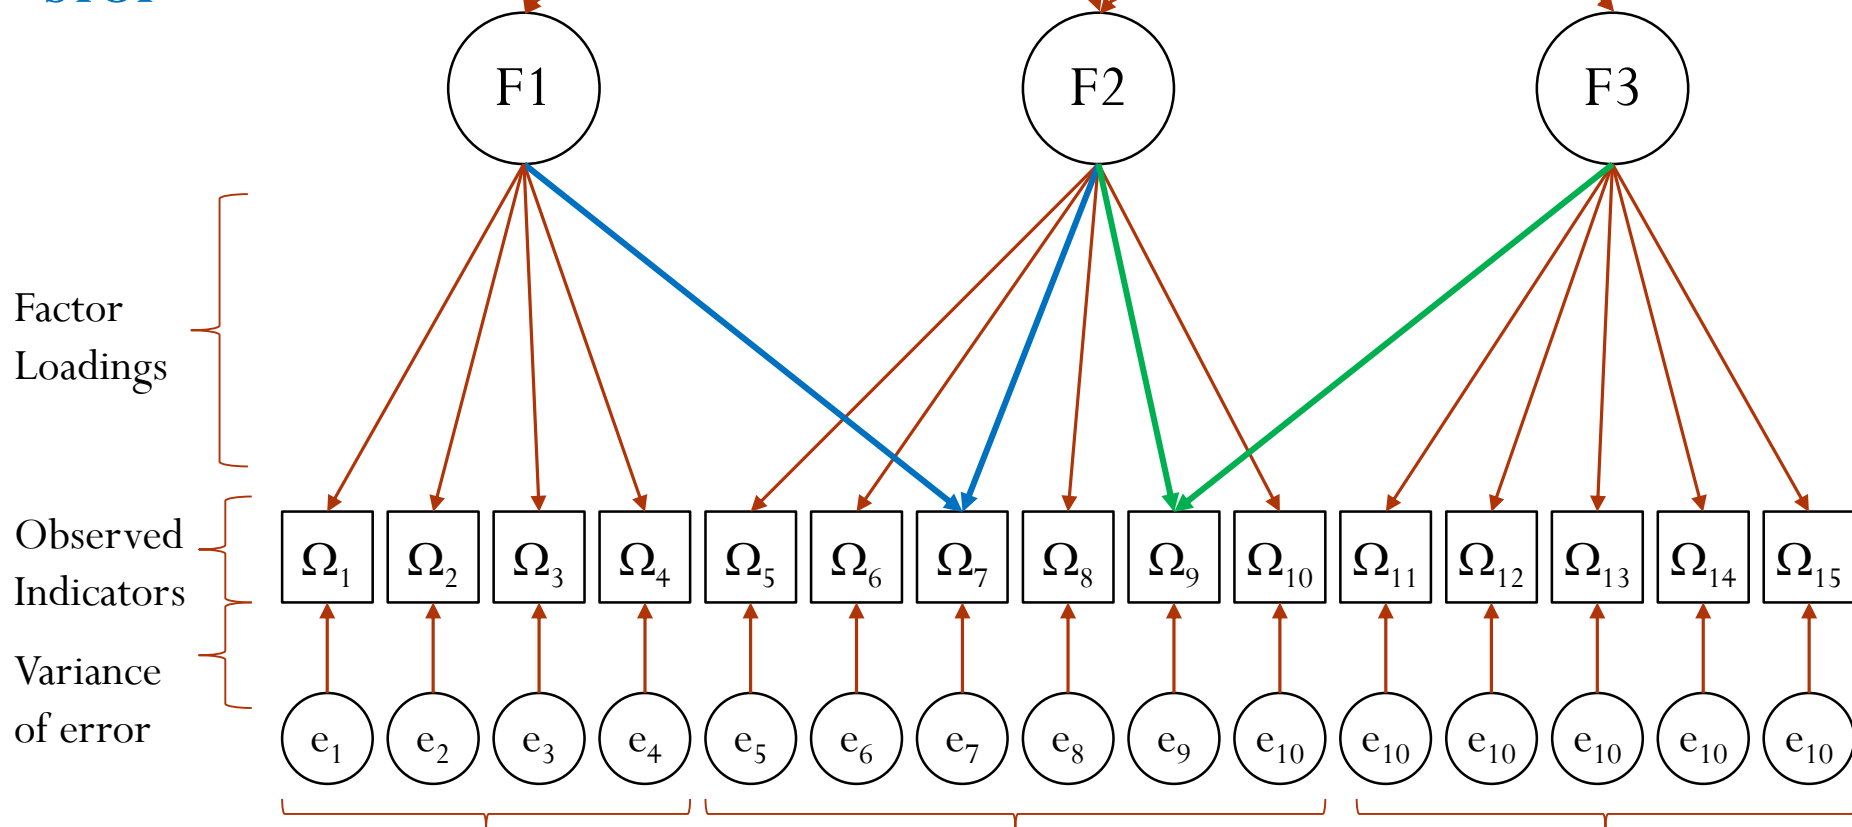 F1 F2 F3
Factor
Loadings
Observed
Indicators
Ω1 Ω2 Ω3 Ω4 Ω5 Ω6 Ω7 Ω8 Ω9 Ω10 Ω11 Ω12 Ω13 Ω14 Ω15
Variance
of error
e1 e2 e3 e4 e5 e6 e7 e8 e9 e10 e10 e10 e10 e10 e10